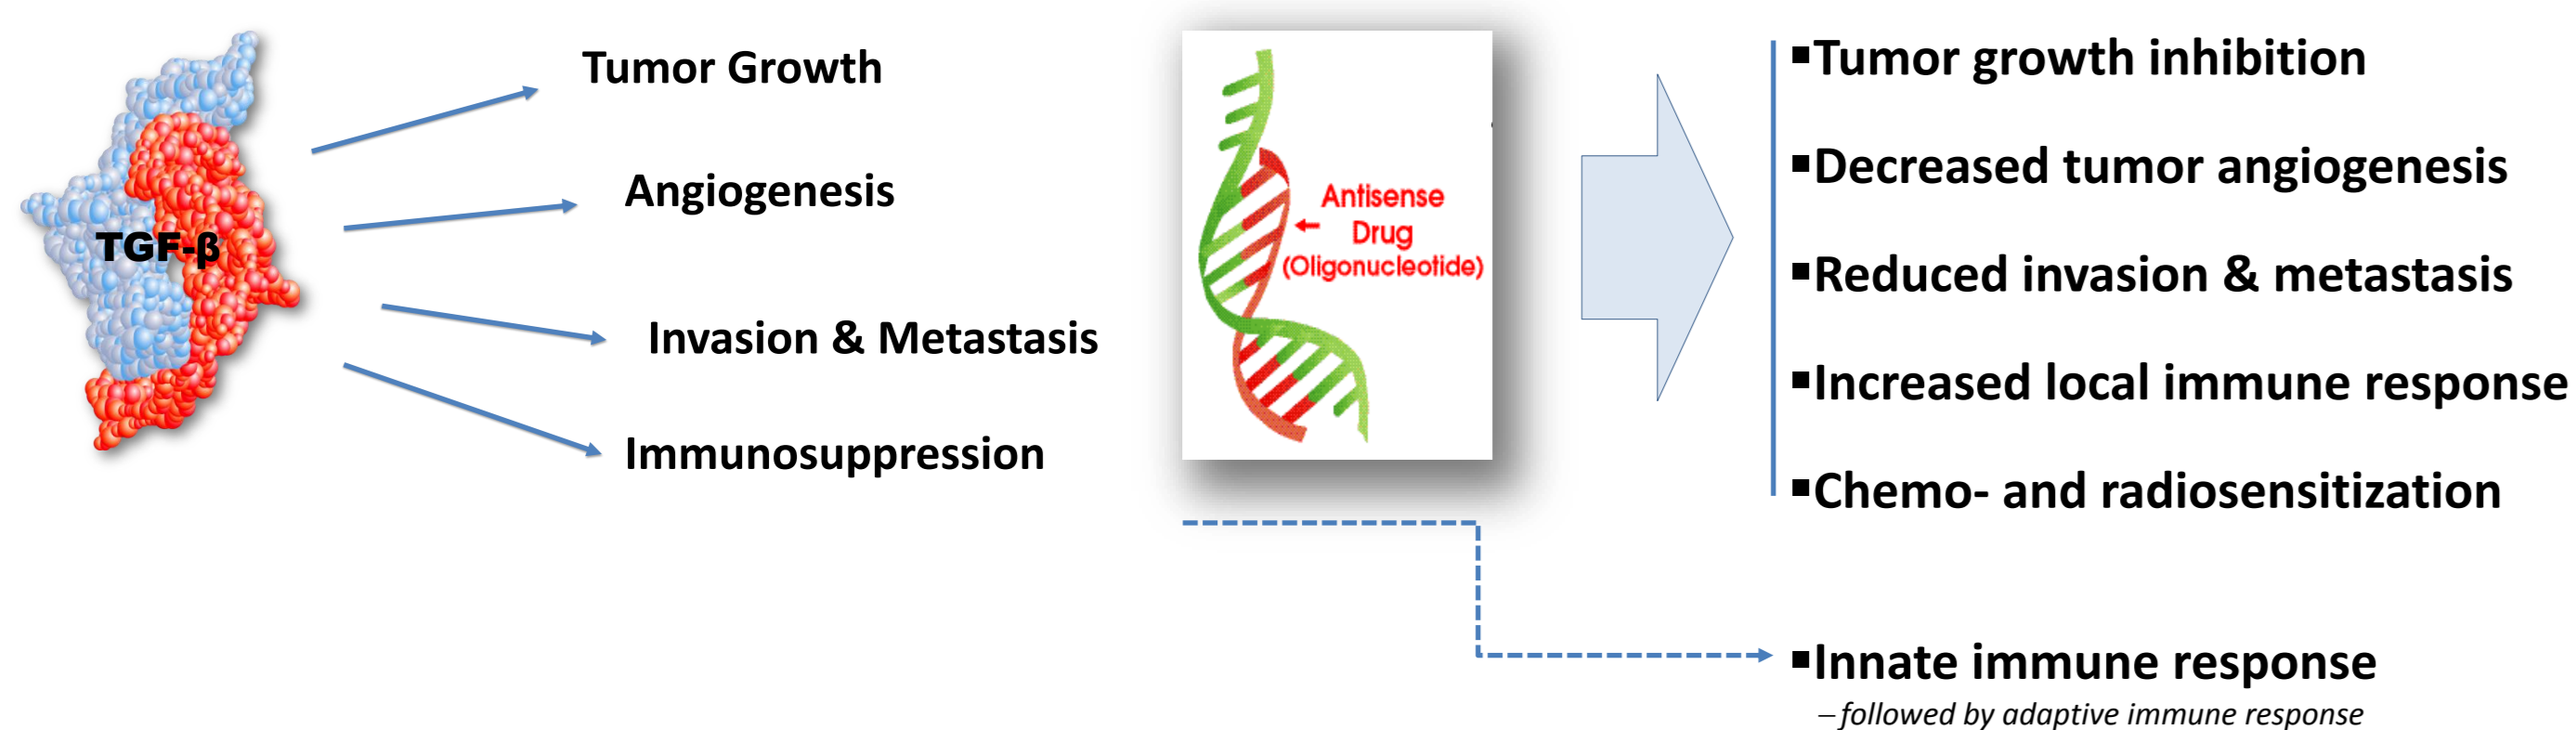 TGF-β
Tumor Growth
Angiogenesis
Invasion & Metastasis
Immunosuppression
Antisense
Drug
(Oligonucleotide)
▪Tumor growth inhibition
▪Decreased tumor angiogenesis
▪Reduced invasion & metastasis
▪Increased local immune response
▪Chemo- and radiosensitization
▪Innate immune response
–followed by adaptive immune response